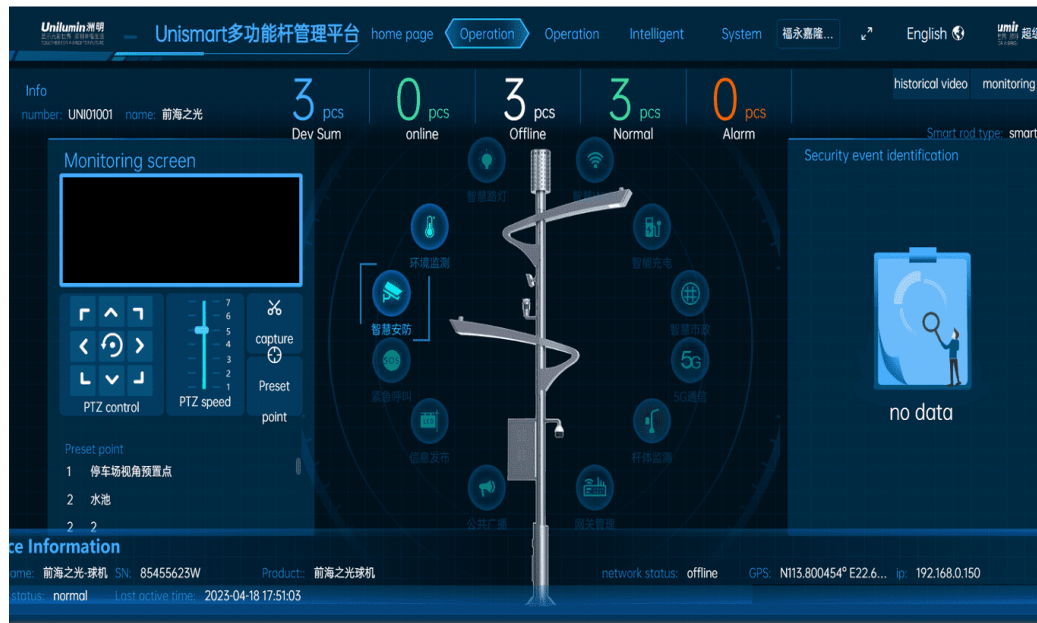 Unilumin 洲明
Unismart多功能杆管理平台
home page
Operation
Operation
Intelligent
System
福永嘉隆...
English
超级
historical video
monitoring
Info
number: UNI01001 name: 前海之光
3 pcs
Dev Sum
0 pcs
online
3 pcs
Offline
3 pcs
Normal
0 pcs
Alarm
Smart rod type: smart
Monitoring screen
PTZ control
7
6
5
4
3
2
1
PTZ speed
capture
Preset
point
Preset point
1 停车场视角预置点
2 水池
2 2
智慧路灯
环境监测
智慧安防
SOS
紧急呼叫
信息发布
公共广播
智能充电
智慧市政
5G
5G通信
杆体监测
网关管理
Security event identification
no data
ce Information
ame: 前海之光-球机 SN: 85455623W Product:: 前海之光球机 network status: offline GPS: N113.800454° E22.6... ip: 192.168.0.150
status: normal Last active time: 2023-04-18 17:51:03